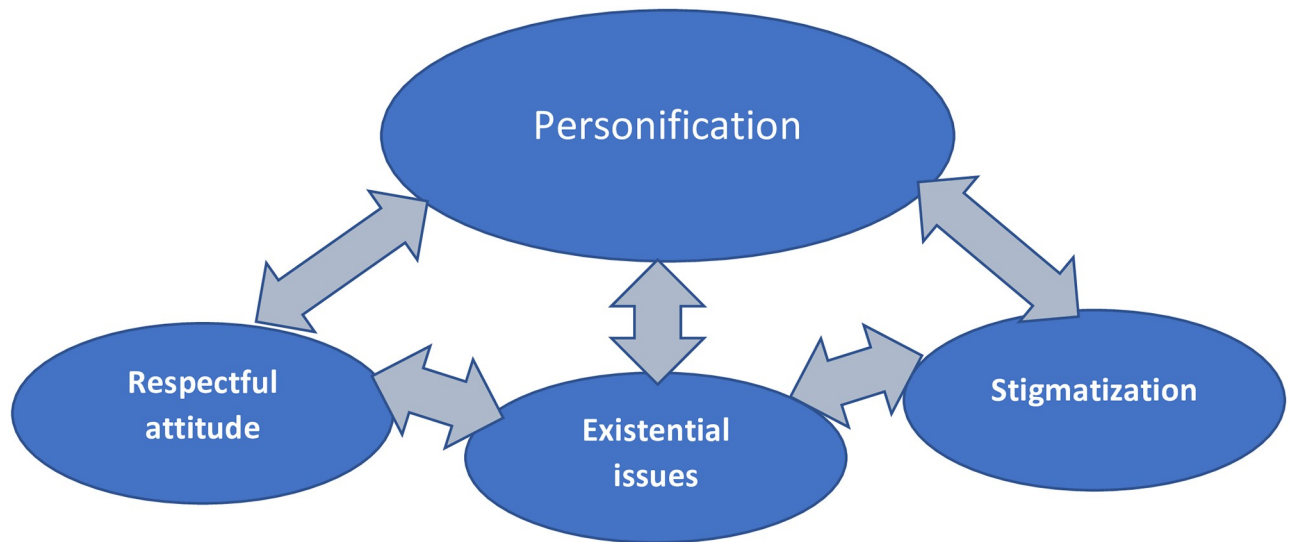 Personification
Respectful
attitude
Existential
issues
Stigmatization